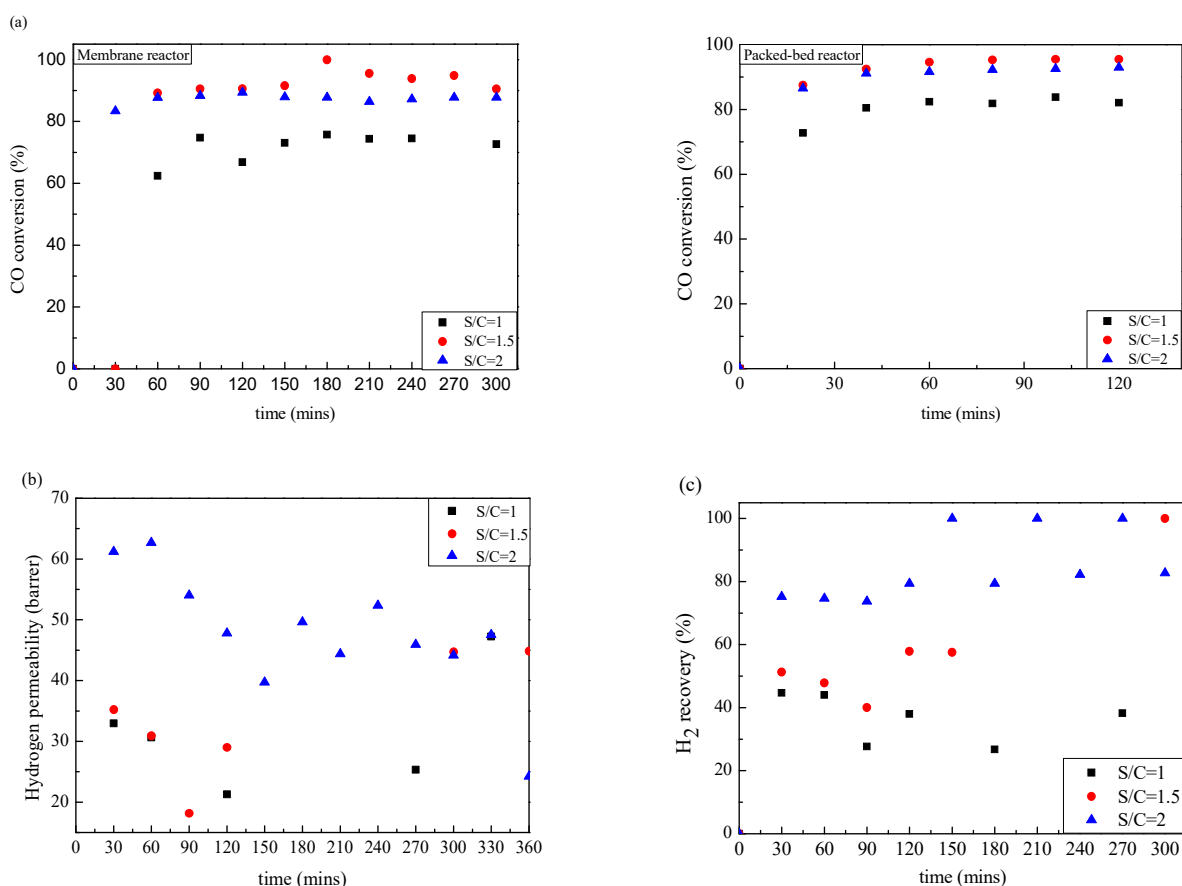 (a)
Membrane reactor
CO conversion (%)
100
80
60
40
20
0
S/C=1
S/C=1.5
S/C=2
0 30 60 90 120 150 180 210 240 270 300
time (mins)
Packed-bed reactor
CO conversion (%)
100
80
60
40
20
0
S/C=1
S/C=1.5
S/C=2
0 30 60 90 120
time (mins)
(b)
Hydrogen permeability (barrer)
70
60
50
40
30
20
S/C=1
S/C=1.5
S/C=2
0 30 60 90 120 150 180 210 240 270 300 330 360
time (mins)
(c)
H2 recovery (%)
100
80
60
40
20
0
S/C=1
S/C=1.5
S/C=2
0 30 60 90 120 150 180 210 240 270 300
time (mins)